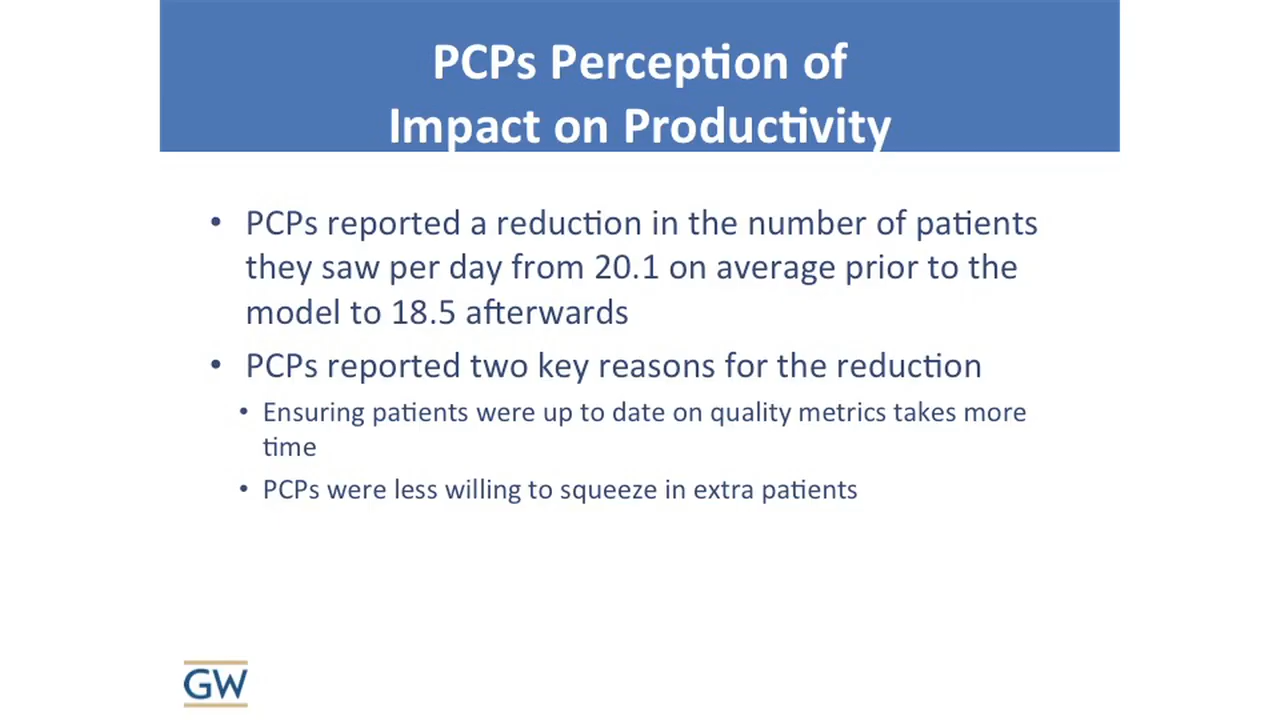 PCPs Perception of
Impact on Productivity
• PCPs reported a reduction in the number of patients
they saw per day from 20.1 on average prior to the
model to 18.5 afterwards
• PCPs reported two key reasons for the reduction
• Ensuring patients were up to date on quality metrics takes more
time
• PCPs were less willing to squeeze in extra patients
GW